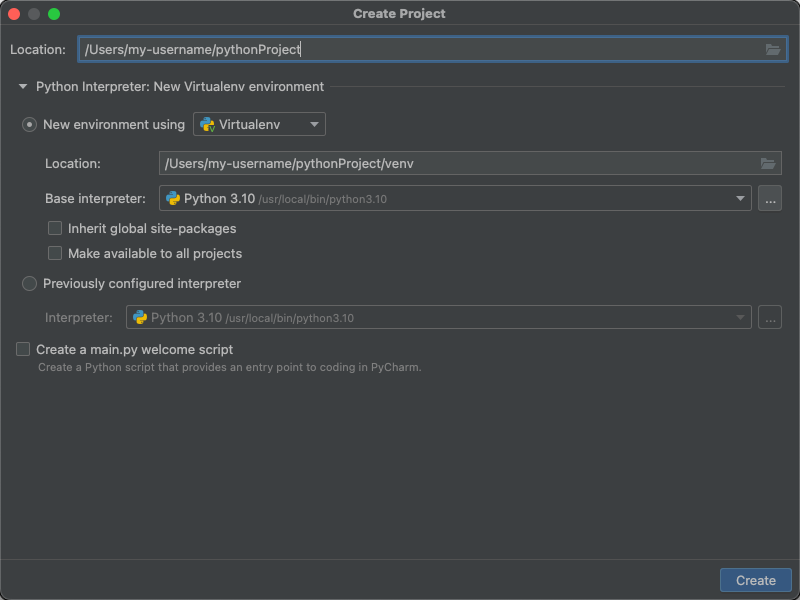 Create Project
Location: /Users/my-username/pythonProject
Python Interpreter: New Virtualenv environment
New environment using Virtualenv
Location: /Users/my-username/pythonProject/venv
Base interpreter: Python 3.10 /usr/local/bin/python3.10 ...
Inherit global site-packages
Make available to all projects
Previously configured interpreter
Interpreter: Python 3.10 /usr/local/bin/python3.10 ...
Create a main.py welcome script
Create a Python script that provides an entry point to coding in PyCharm.
Create